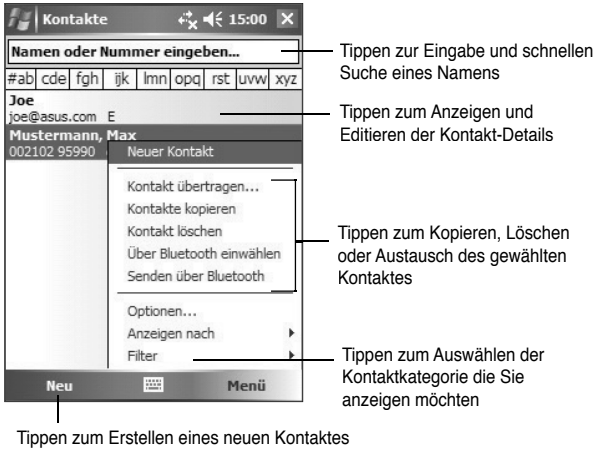 Kontakte 15:00
Namen oder Nummer eingeben...
#ab cde fgh ijk lmn opq rst uvw xyz
Joe
joe@asus.com E
Mustermann, Max
002102 95990
Neuer Kontakt
Kontakt übertragen...
Kontakte kopieren
Kontakt löschen
Über Bluetooth einwählen
Senden über Bluetooth
Optionen...
Anzeigen nach
Filter
Neu Menü
Tippen zur Eingabe und schnellen
Suche eines Namens
Tippen zum Anzeigen und
Editieren der Kontakt-Details
Tippen zum Kopieren, Löschen
oder Austausch des gewählten
Kontaktes
Tippen zum Auswählen der
Kontaktkategorie die Sie
anzeigen möchten
Tippen zum Erstellen eines neuen Kontaktes